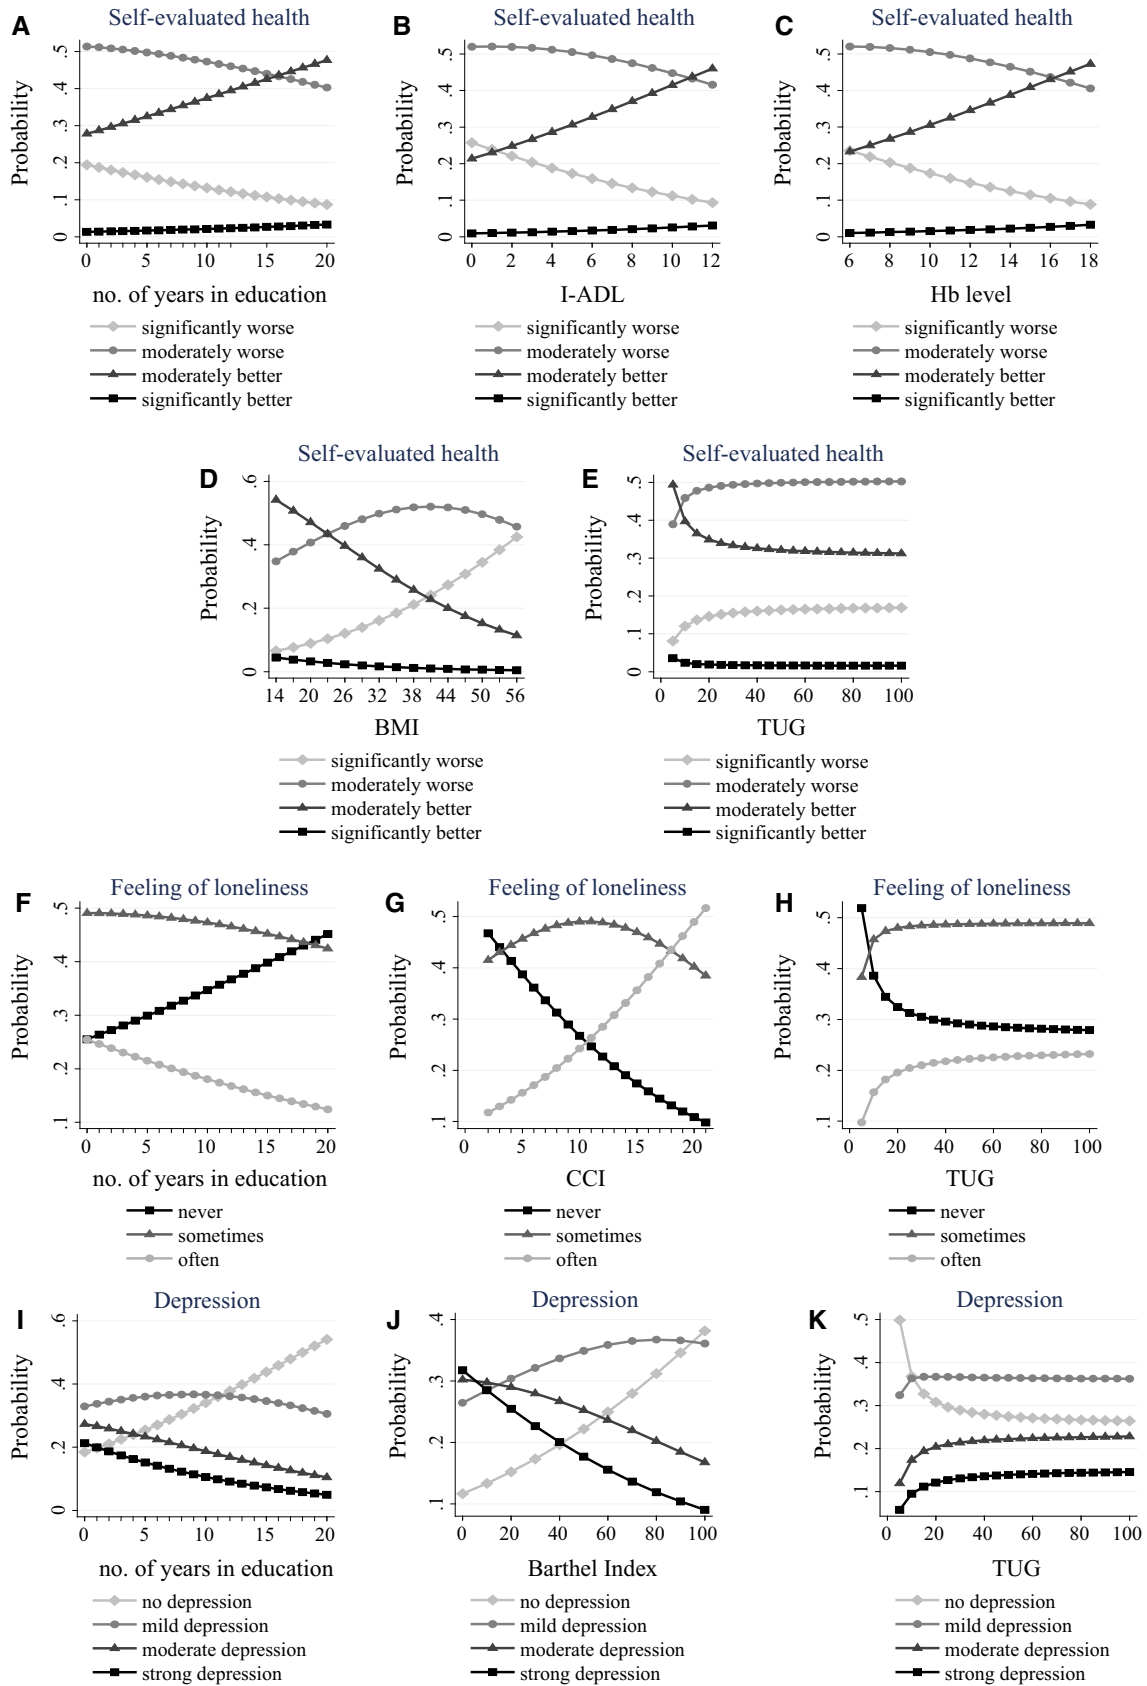 A Self-evaluated health
Probability
0 .1 .2 .3 .4 .5
0 5 10 15 20
no. of years in education
significantly worse
moderately worse
moderately better
significantly better
B Self-evaluated health
Probability
0 .1 .2 .3 .4 .5
0 2 4 6 8 10 12
I-ADL
significantly worse
moderately worse
moderately better
significantly better
C Self-evaluated health
Probability
0 .1 .2 .3 .4 .5
6 8 10 12 14 16 18
Hb level
significantly worse
moderately worse
moderately better
significantly better
D Self-evaluated health
Probability
0 .2 .4 .6
14 20 26 32 38 44 50 56
BMI
significantly worse
moderately worse
moderately better
significantly better
E Self-evaluated health
Probability
0 .1 .2 .3 .4 .5
0 20 40 60 80 100
TUG
significantly worse
moderately worse
moderately better
significantly better
F Feeling of loneliness
Probability
.1 .2 .3 .4 .5
0 5 10 15 20
no. of years in education
never
sometimes
often
G Feeling of loneliness
Probability
.1 .2 .3 .4 .5
0 5 10 15 20
CCI
never
sometimes
often
H Feeling of loneliness
Probability
.1 .2 .3 .4 .5
0 20 40 60 80 100
TUG
never
sometimes
often
I Depression
Probability
0 .2 .4 .6
0 5 10 15 20
no. of years in education
no depression
mild depression
moderate depression
strong depression
J Depression
Probability
.1 .2 .3 .4
0 20 40 60 80 100
Barthel Index
no depression
mild depression
moderate depression
strong depression
K Depression
Probability
.1 .2 .3 .4 .5
0 20 40 60 80 100
TUG
no depression
mild depression
moderate depression
strong depression